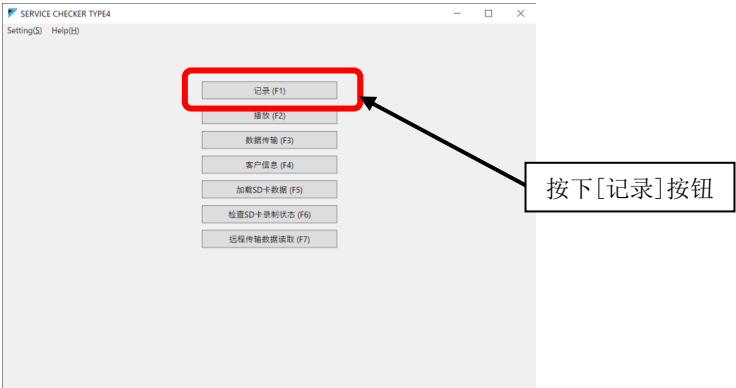 SERVICE CHECKER TYPE4
Setting(S) Help(H)
记录 (F1)
播放 (F2)
数据传输 (F3)
客户信息 (F4)
加载SD卡数据 (F5)
检查SD卡录制状态 (F6)
远程传输数据读取 (F7)
按下[记录]按钮